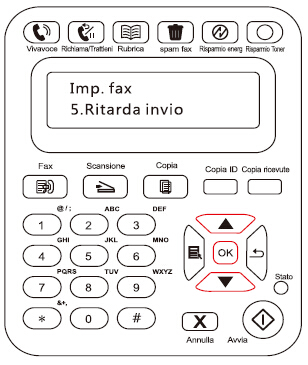 Vivavoce Richiama/Trattieni Rubrica spam fax Risparmio energ Risparmio Toner
Imp. fax
5.Ritarda invio
Fax Scansione Copia Copia ID Copia ricevute
@/; ABC DEF
1 2 3
GHI JKL MNO
4 5 6 OK
PQRS TUV WXYZ
7 8 9 Stato
&+,
* 0 # X
Annulla Avvia